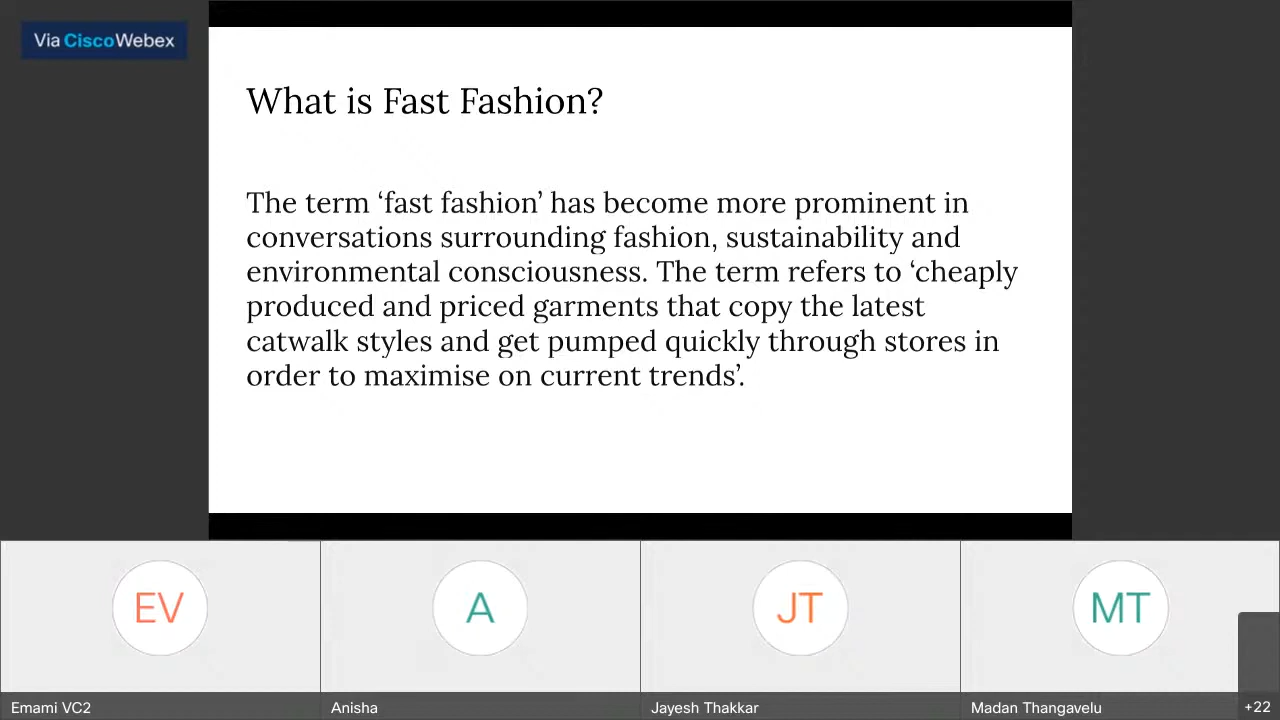 Via CiscoWebex
What is Fast Fashion?
The term ‘fast fashion’ has become more prominent in
conversations surrounding fashion, sustainability and
environmental consciousness. The term refers to ‘cheaply
produced and priced garments that copy the latest
catwalk styles and get pumped quickly through stores in
order to maximise on current trends’.
EV
A
JT
MT
Emami VC2
Anisha
Jayesh Thakkar
Madan Thangavelu
+22